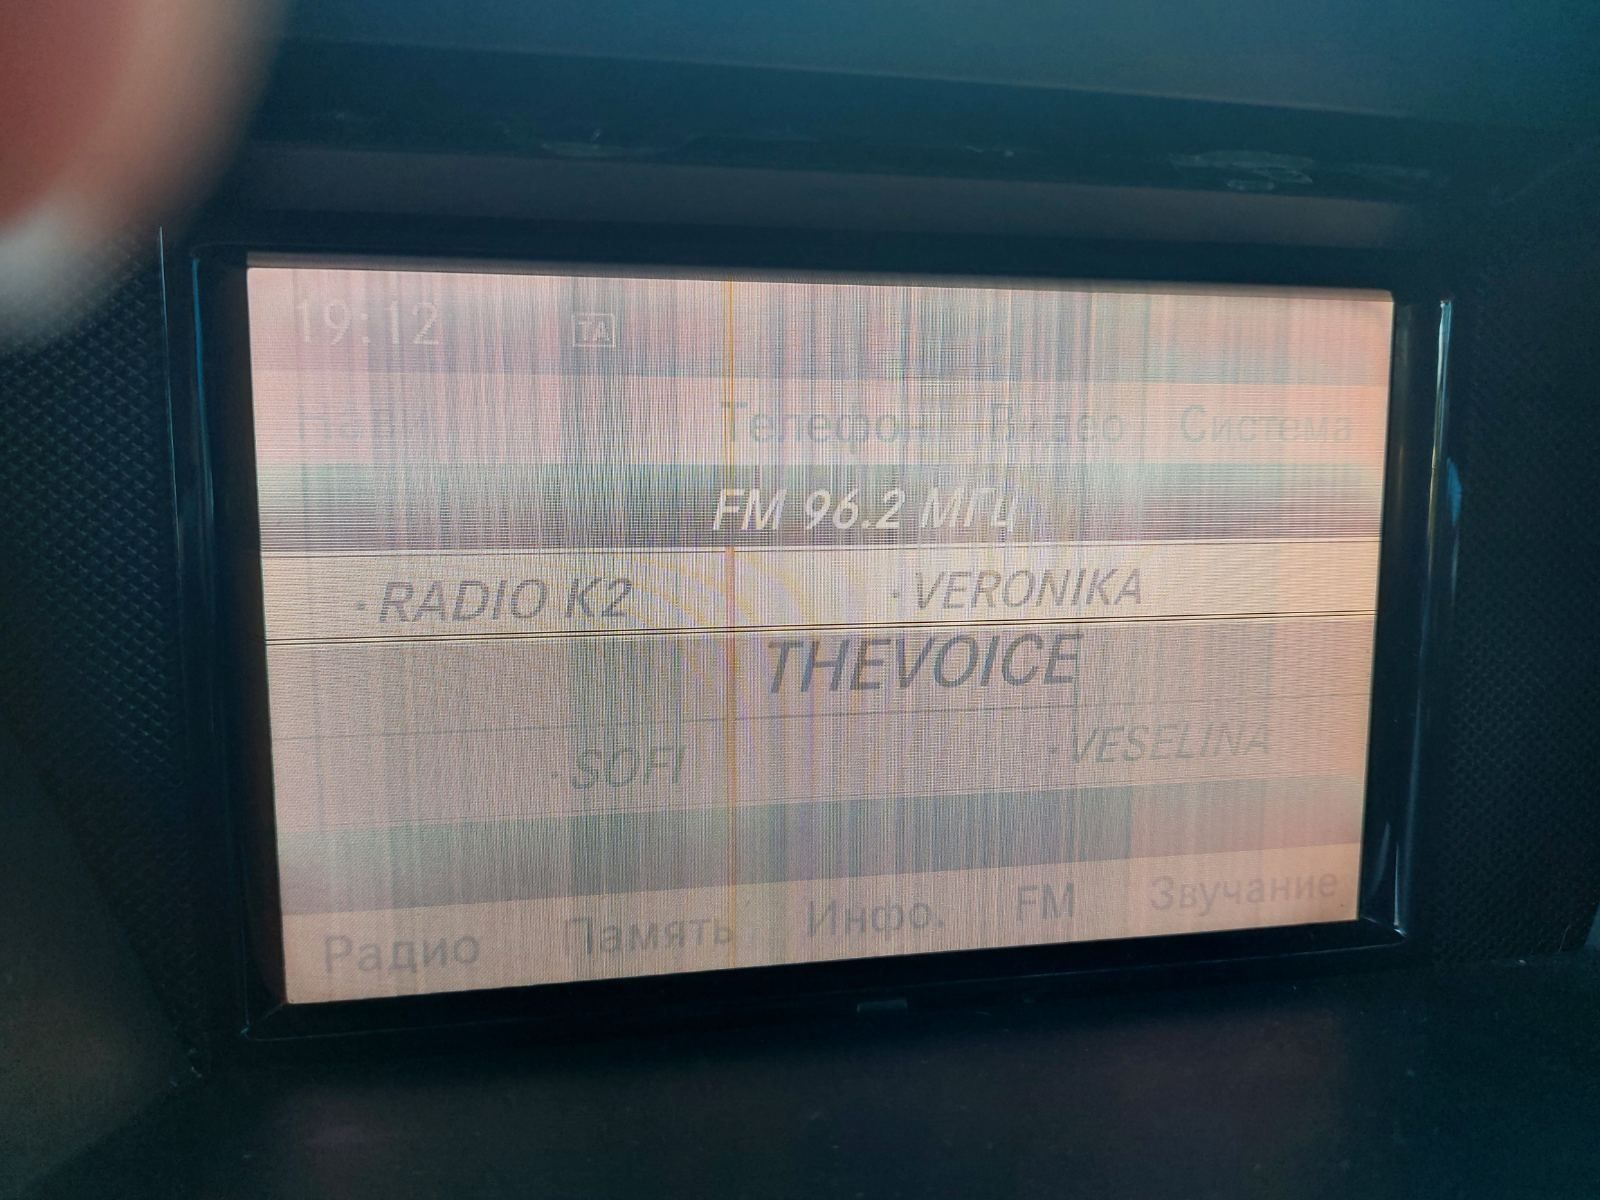 19:12 TA
Нави Телефон Видео Система
FM 96.2 МГц
·RADIO K2 ·VERONIKA
THEVOICE
·SOFI ·VESELINA
Радио Память Инфо. FM Звучание